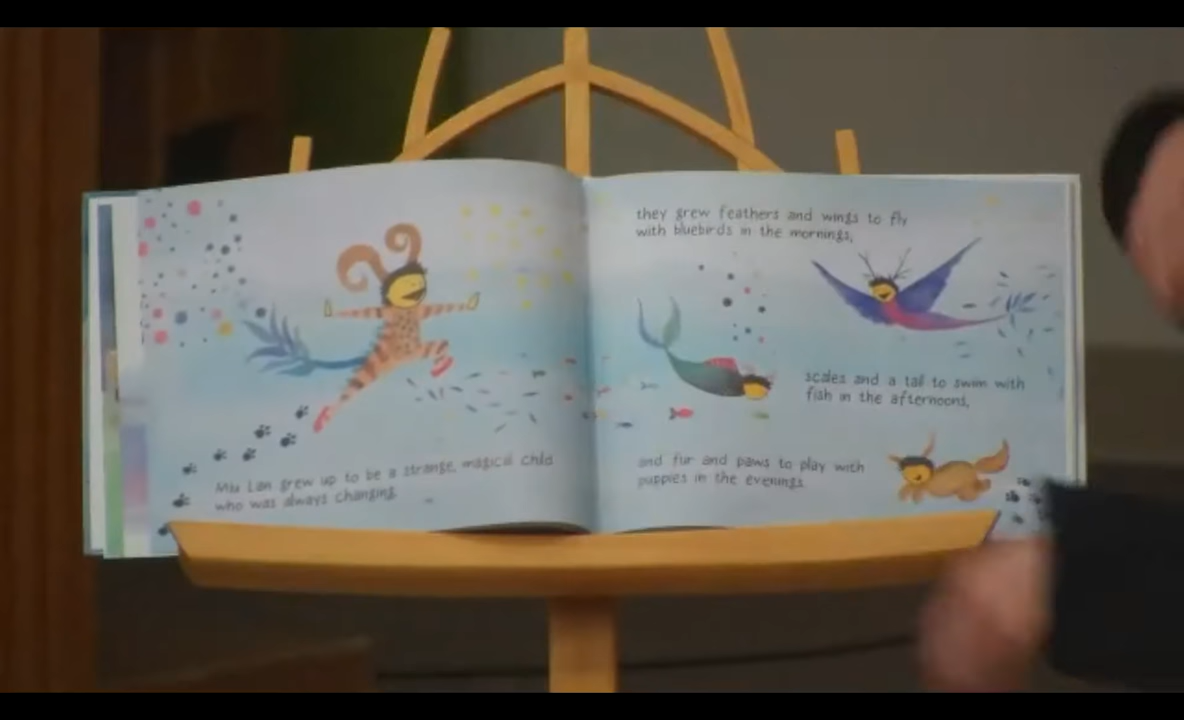 Miu Lan grew up to be a strange, magical child
who was always changing.
they grew feathers and wings to fly
with bluebirds in the mornings,
scales and a tail to swim with
fish in the afternoons,
and fur and paws to play with
puppies in the evenings.